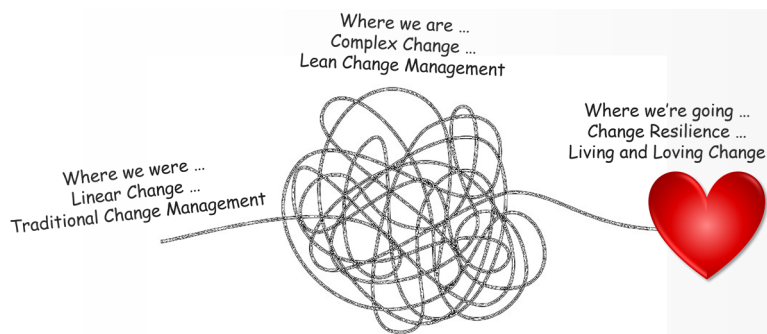 Where we were ...
Linear Change ...
Traditional Change Management
Where we are ...
Complex Change ...
Lean Change Management
Where we're going ...
Change Resilience ...
Living and Loving Change